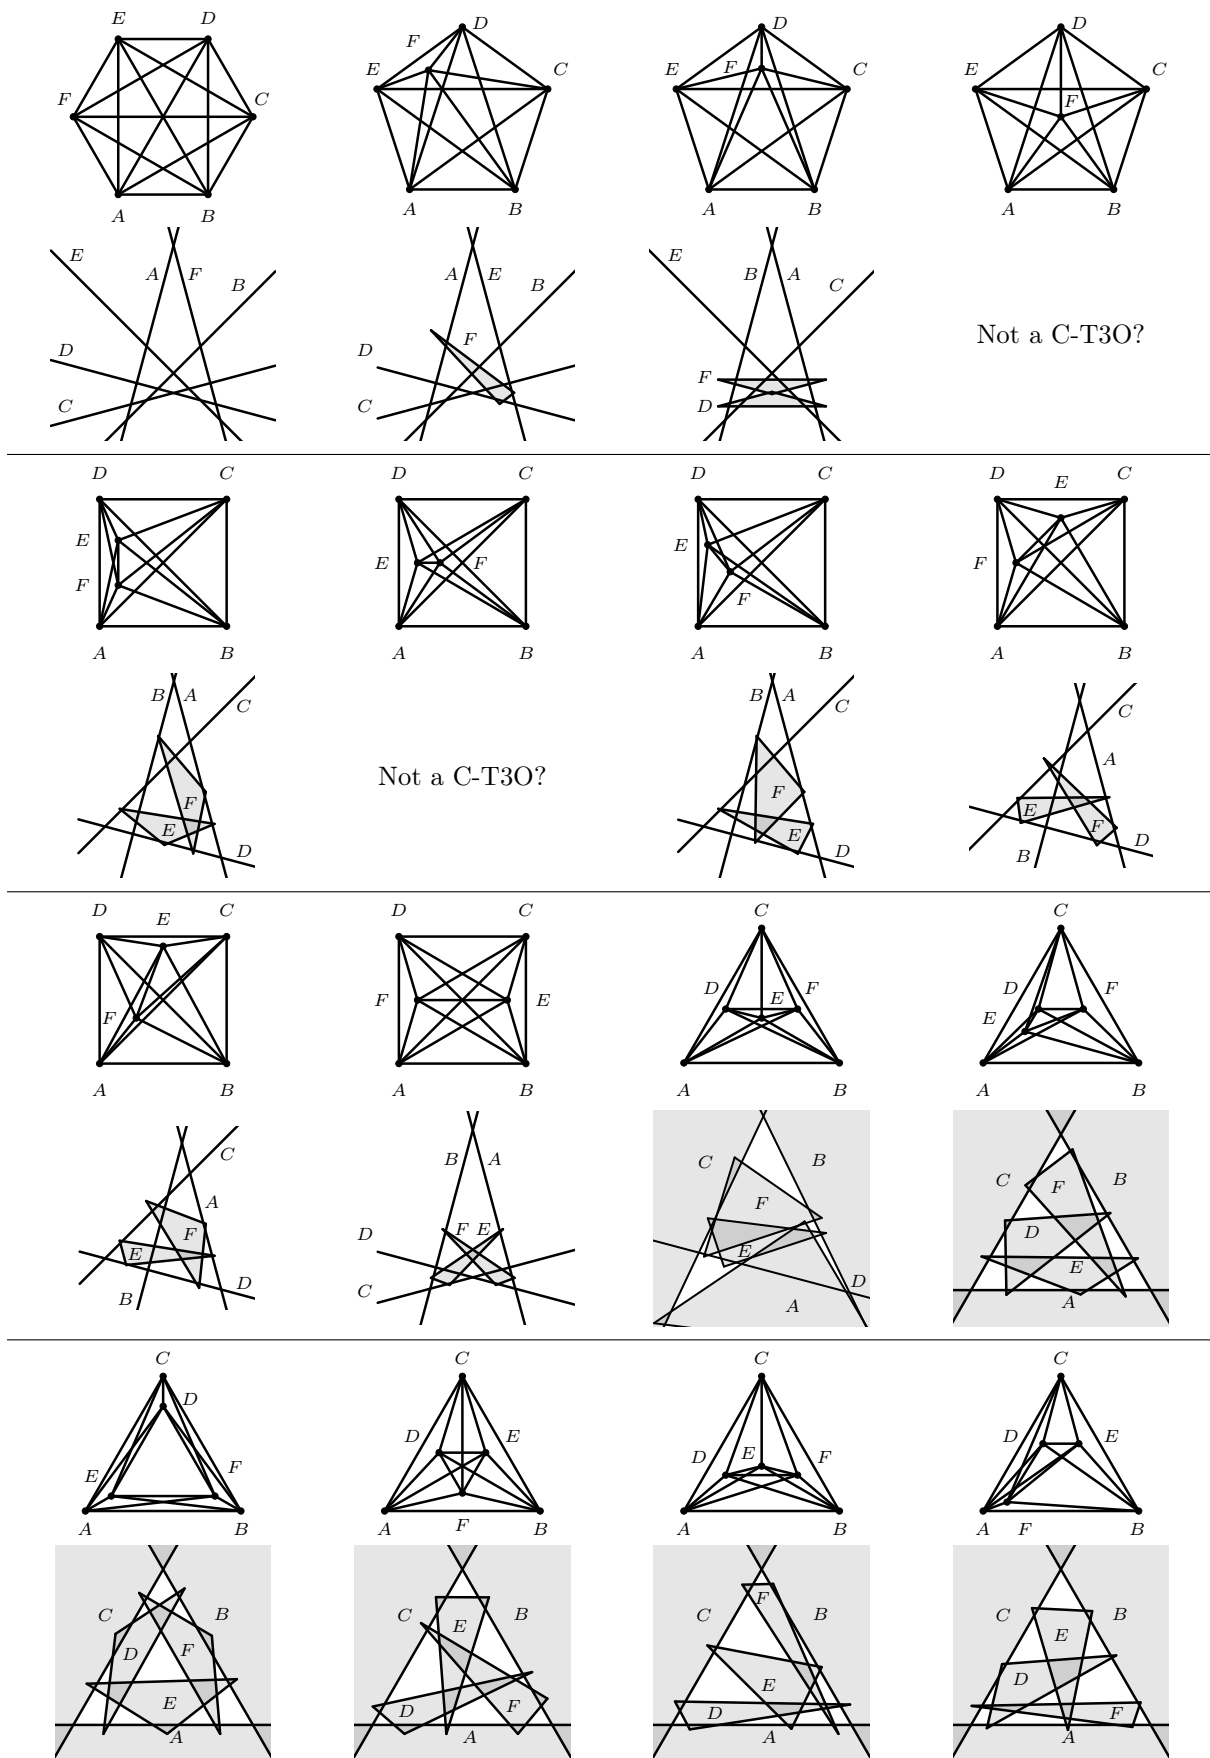 E D D D D
F
E C E F C E C
F C F
A B A B A B A B
E A F B A E B E B A C
D D F F Not a C-T3O?
C C D
D C D C D C D E C
E E F E F
F F
A B A B A B A B
B A C B A C C
A
F Not a C-T3O? F E
E D E D B F D
D E C D C C C
F E D E F D F
F E
A B A B A B A B
C B A C B C B
A D F E F F
F E D
E D C E D E
B A A
C C C C
D D E E D E
E F D F
A B A F B A B A F B
C B C E B C F B C E B
D F D F E D
E D F
A A A A